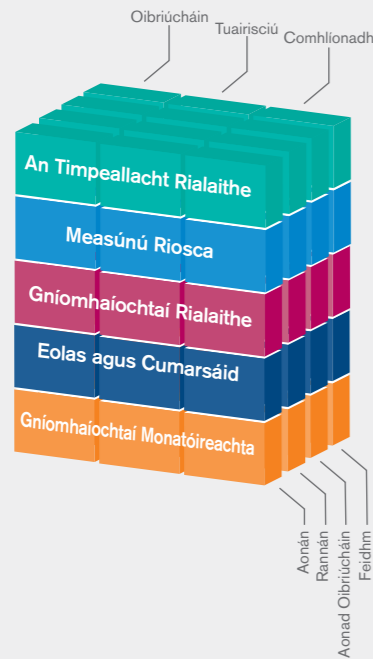 Oibriúcháin
Tuairisciú
Comhlíonadh
An Timpeallacht Rialaithe
Measúnú Riosca
Gníomhaíochtaí Rialaithe
Eolas agus Cumarsáid
Gníomhaíochtaí Monatóireachta
Aonán
Rannán
Aonad Oibriúcháin
Feidhm